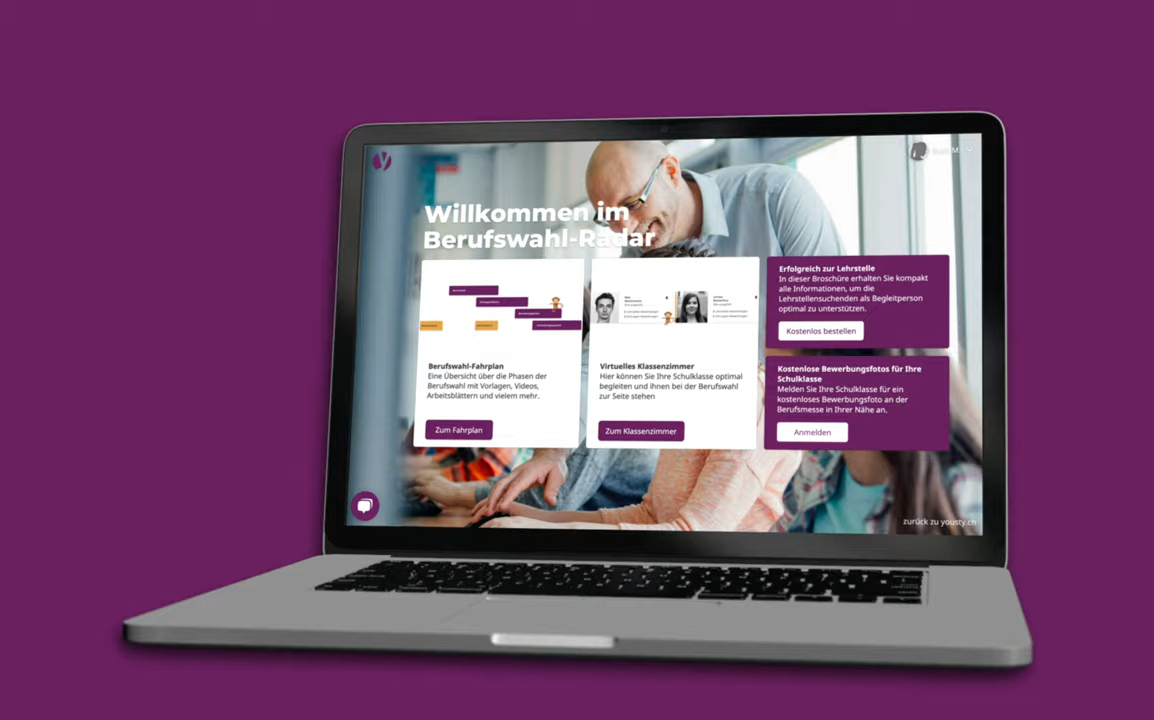 Willkommen im
Berufswahl-Radar
Berufswahl-Fahrplan
Eine Übersicht über die Phasen der
Berufswahl mit Vorlagen, Videos,
Arbeitsblättern und vielem mehr.
Zum Fahrplan
Virtuelles Klassenzimmer
Hier können Sie Ihre Schulklasse optimal
begleiten und ihnen bei der Berufswahl
zur Seite stehen
Zum Klassenzimmer
Erfolgreich zur Lehrstelle
In dieser Broschüre erhalten Sie kompakt
alle Informationen, um die
Lehrstellensuchenden als Begleitperson
optimal zu unterstützen.
Kostenlos bestellen
Kostenlose Bewerbungsfotos für Ihre
Schulklasse
Melden Sie Ihre Schulklasse für ein
kostenloses Bewerbungsfoto an der
Berufsmesse in Ihrer Nähe an.
Anmelden
zurück zu yousty.ch